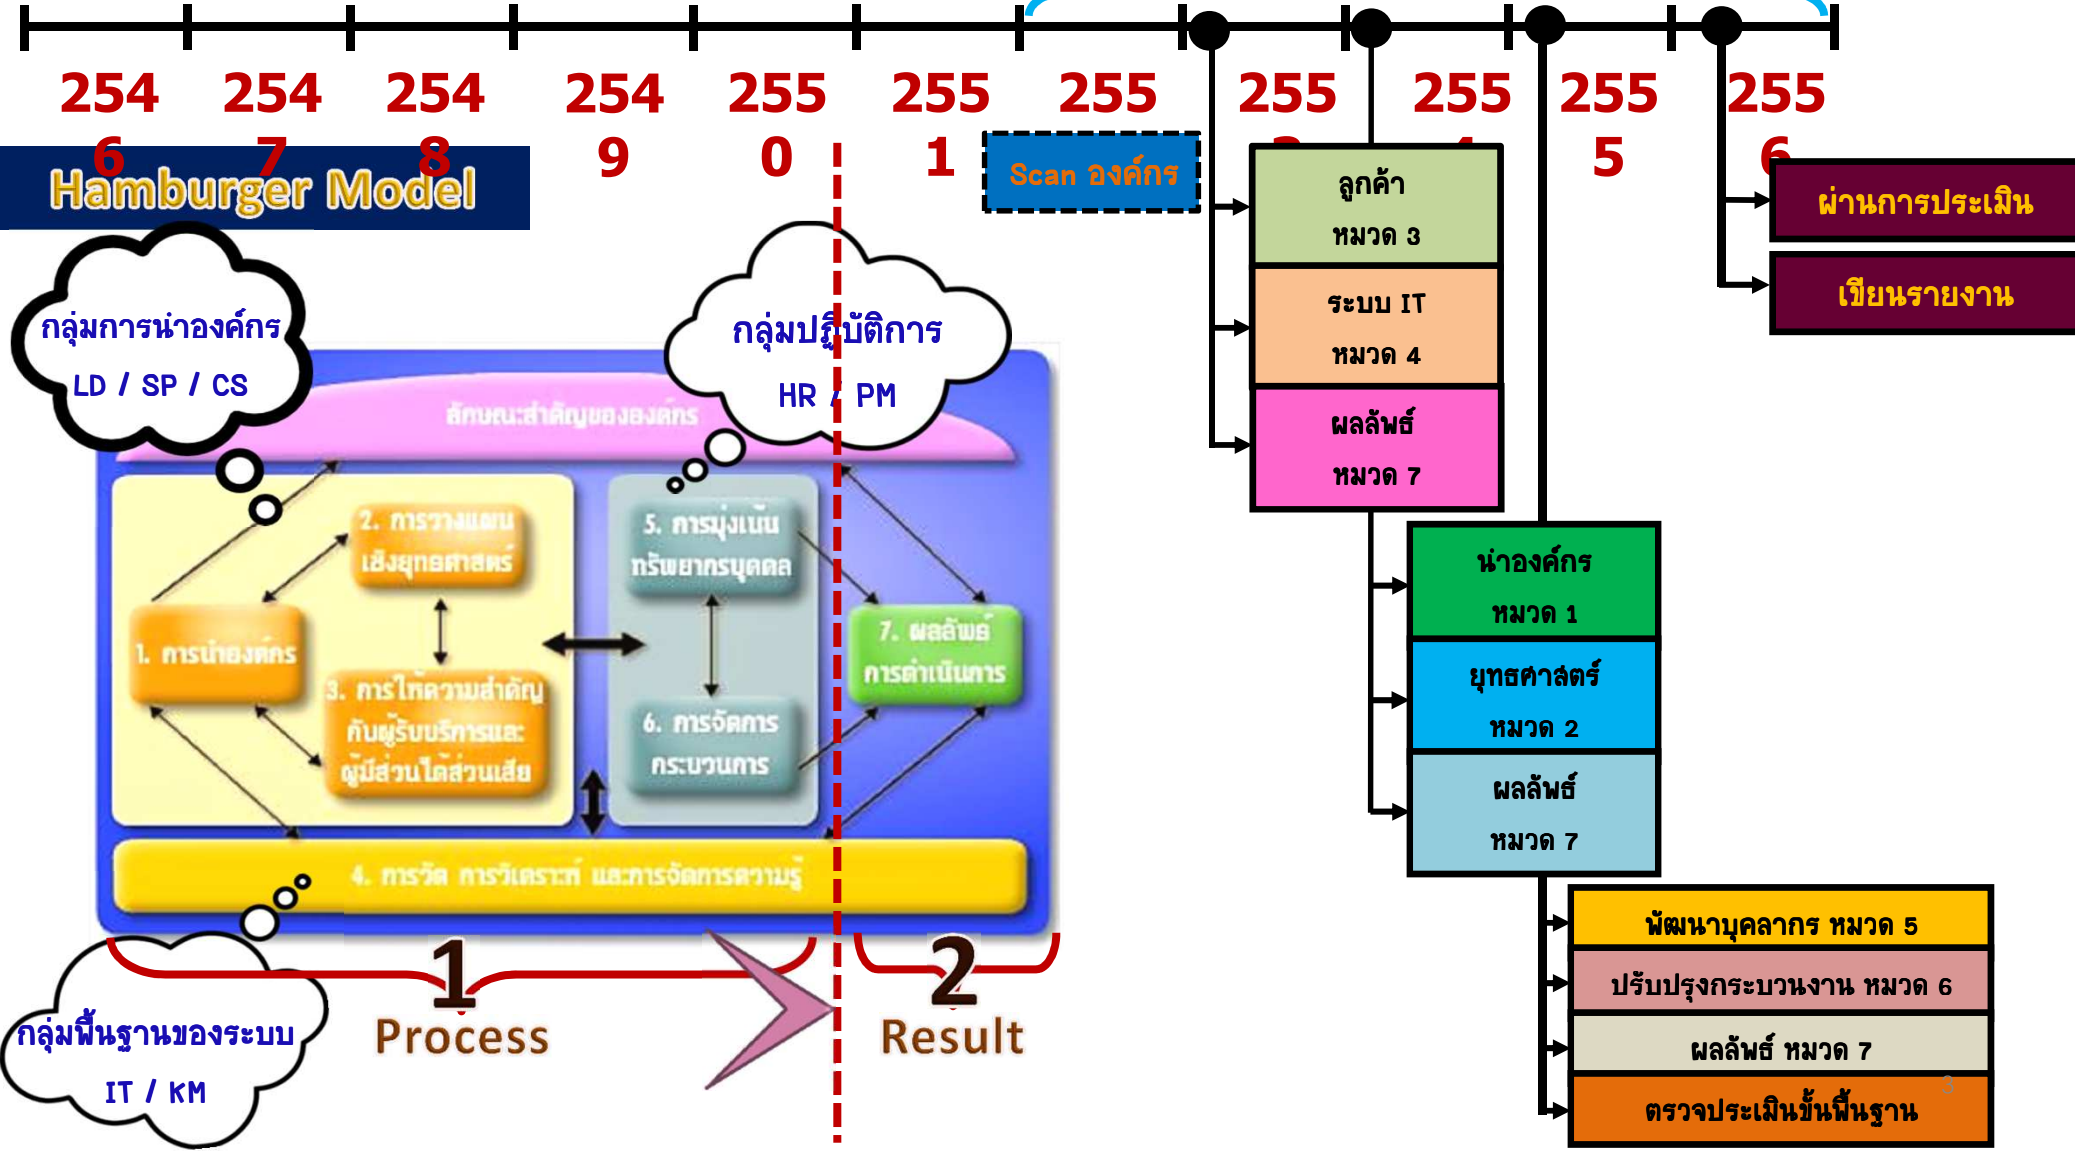 254
6
254
7
254
8
254
9
255
0
255
1
255
255
255
255
5
255
6
Hamburger Model
Scan องค์กร
ลูกค้า
หมวด 3
ระบบ IT
หมวด 4
ผลลัพธ์
หมวด 7
นำองค์กร
หมวด 1
ยุทธศาสตร์
หมวด 2
ผลลัพธ์
หมวด 7
พัฒนาบุคลากร หมวด 5
ปรับปรุงกระบวนงาน หมวด 6
ผลลัพธ์ หมวด 7
ตรวจประเมินขั้นพื้นฐาน
3
ผ่านการประเมิน
เขียนรายงาน
กลุ่มการนำองค์กร
LD / SP / CS
กลุ่มปฏิบัติการ
HR / PM
ลักษณะสำคัญขององค์กร
1. การนำองค์กร
2. การวางแผน
เชิงยุทธศาสตร์
3. การให้ความสำคัญ
กับผู้รับบริการและ
ผู้มีส่วนได้ส่วนเสีย
5. การมุ่งเน้น
ทรัพยากรบุคคล
6. การจัดการ
กระบวนการ
7. ผลลัพธ์
การดำเนินการ
4. การวัด การวิเคราะห์ และการจัดการความรู้
กลุ่มพื้นฐานของระบบ
IT / KM
1
Process
2
Result